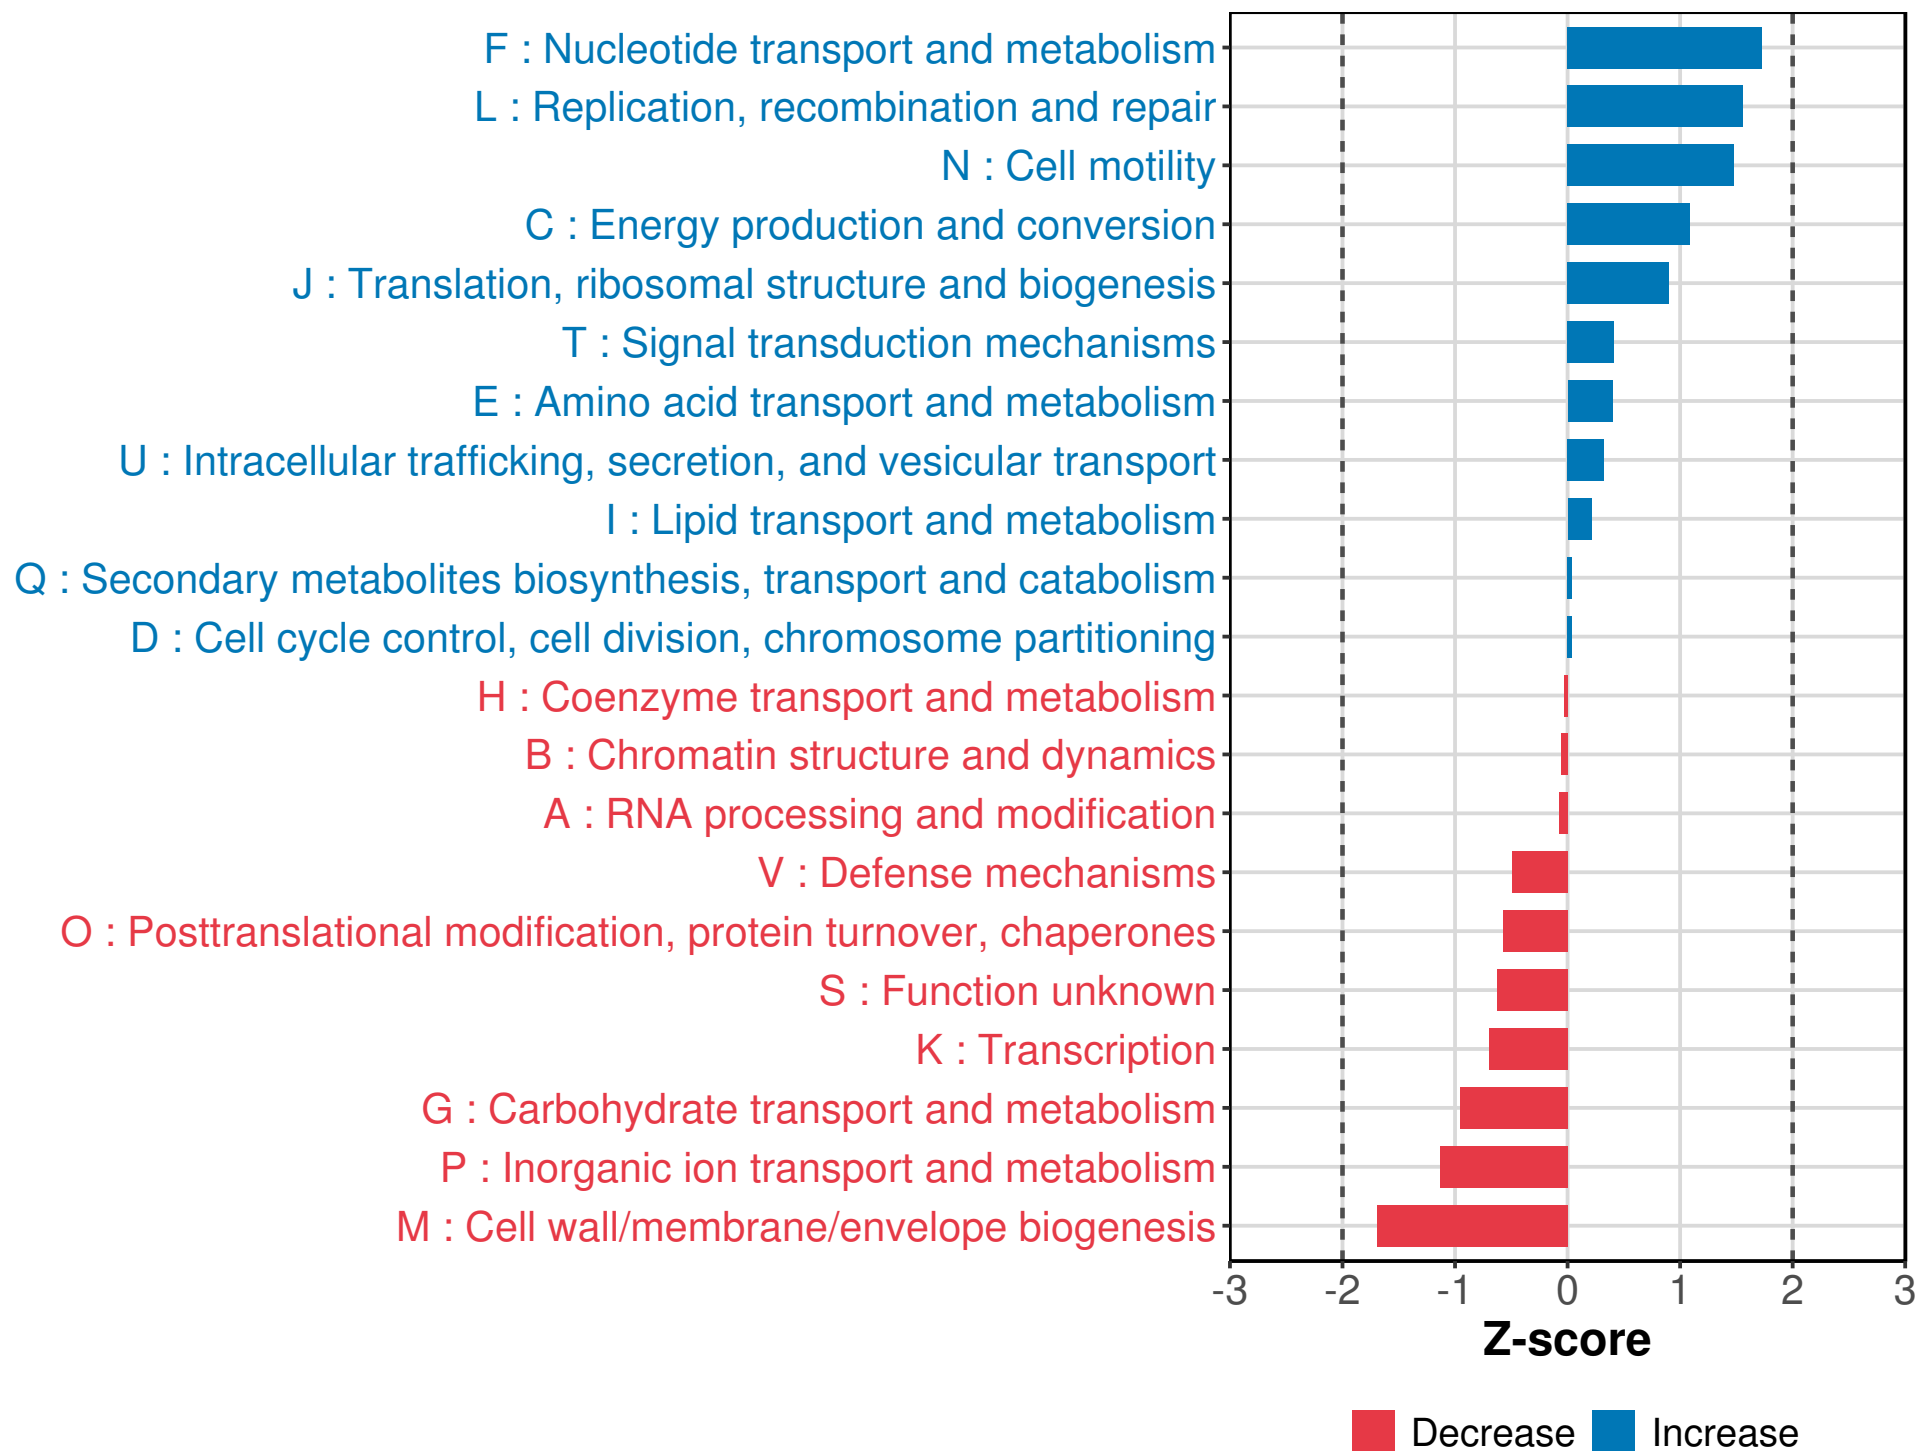 F : Nucleotide transport and metabolism
L : Replication, recombination and repair
N : Cell motility
C : Energy production and conversion
J : Translation, ribosomal structure and biogenesis
T : Signal transduction mechanisms
E : Amino acid transport and metabolism
U : Intracellular trafficking, secretion, and vesicular transport
I : Lipid transport and metabolism
Q : Secondary metabolites biosynthesis, transport and catabolism
D : Cell cycle control, cell division, chromosome partitioning
H : Coenzyme transport and metabolism
B : Chromatin structure and dynamics
A : RNA processing and modification
V : Defense mechanisms
O : Posttranslational modification, protein turnover, chaperones
S : Function unknown
K : Transcription
G : Carbohydrate transport and metabolism
P : Inorganic ion transport and metabolism
M : Cell wall/membrane/envelope biogenesis
-3 -2 -1 0 1 2 3
Z-score
Decrease Increase